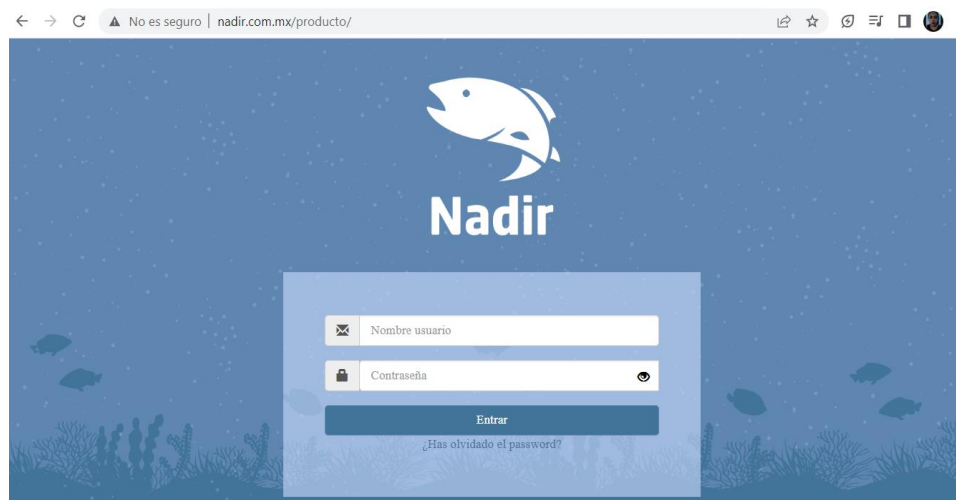 No es seguro | nadir.com.mx/producto/
Nadir
Nombre usuario
Contraseña
Entrar
¿Has olvidado el password?